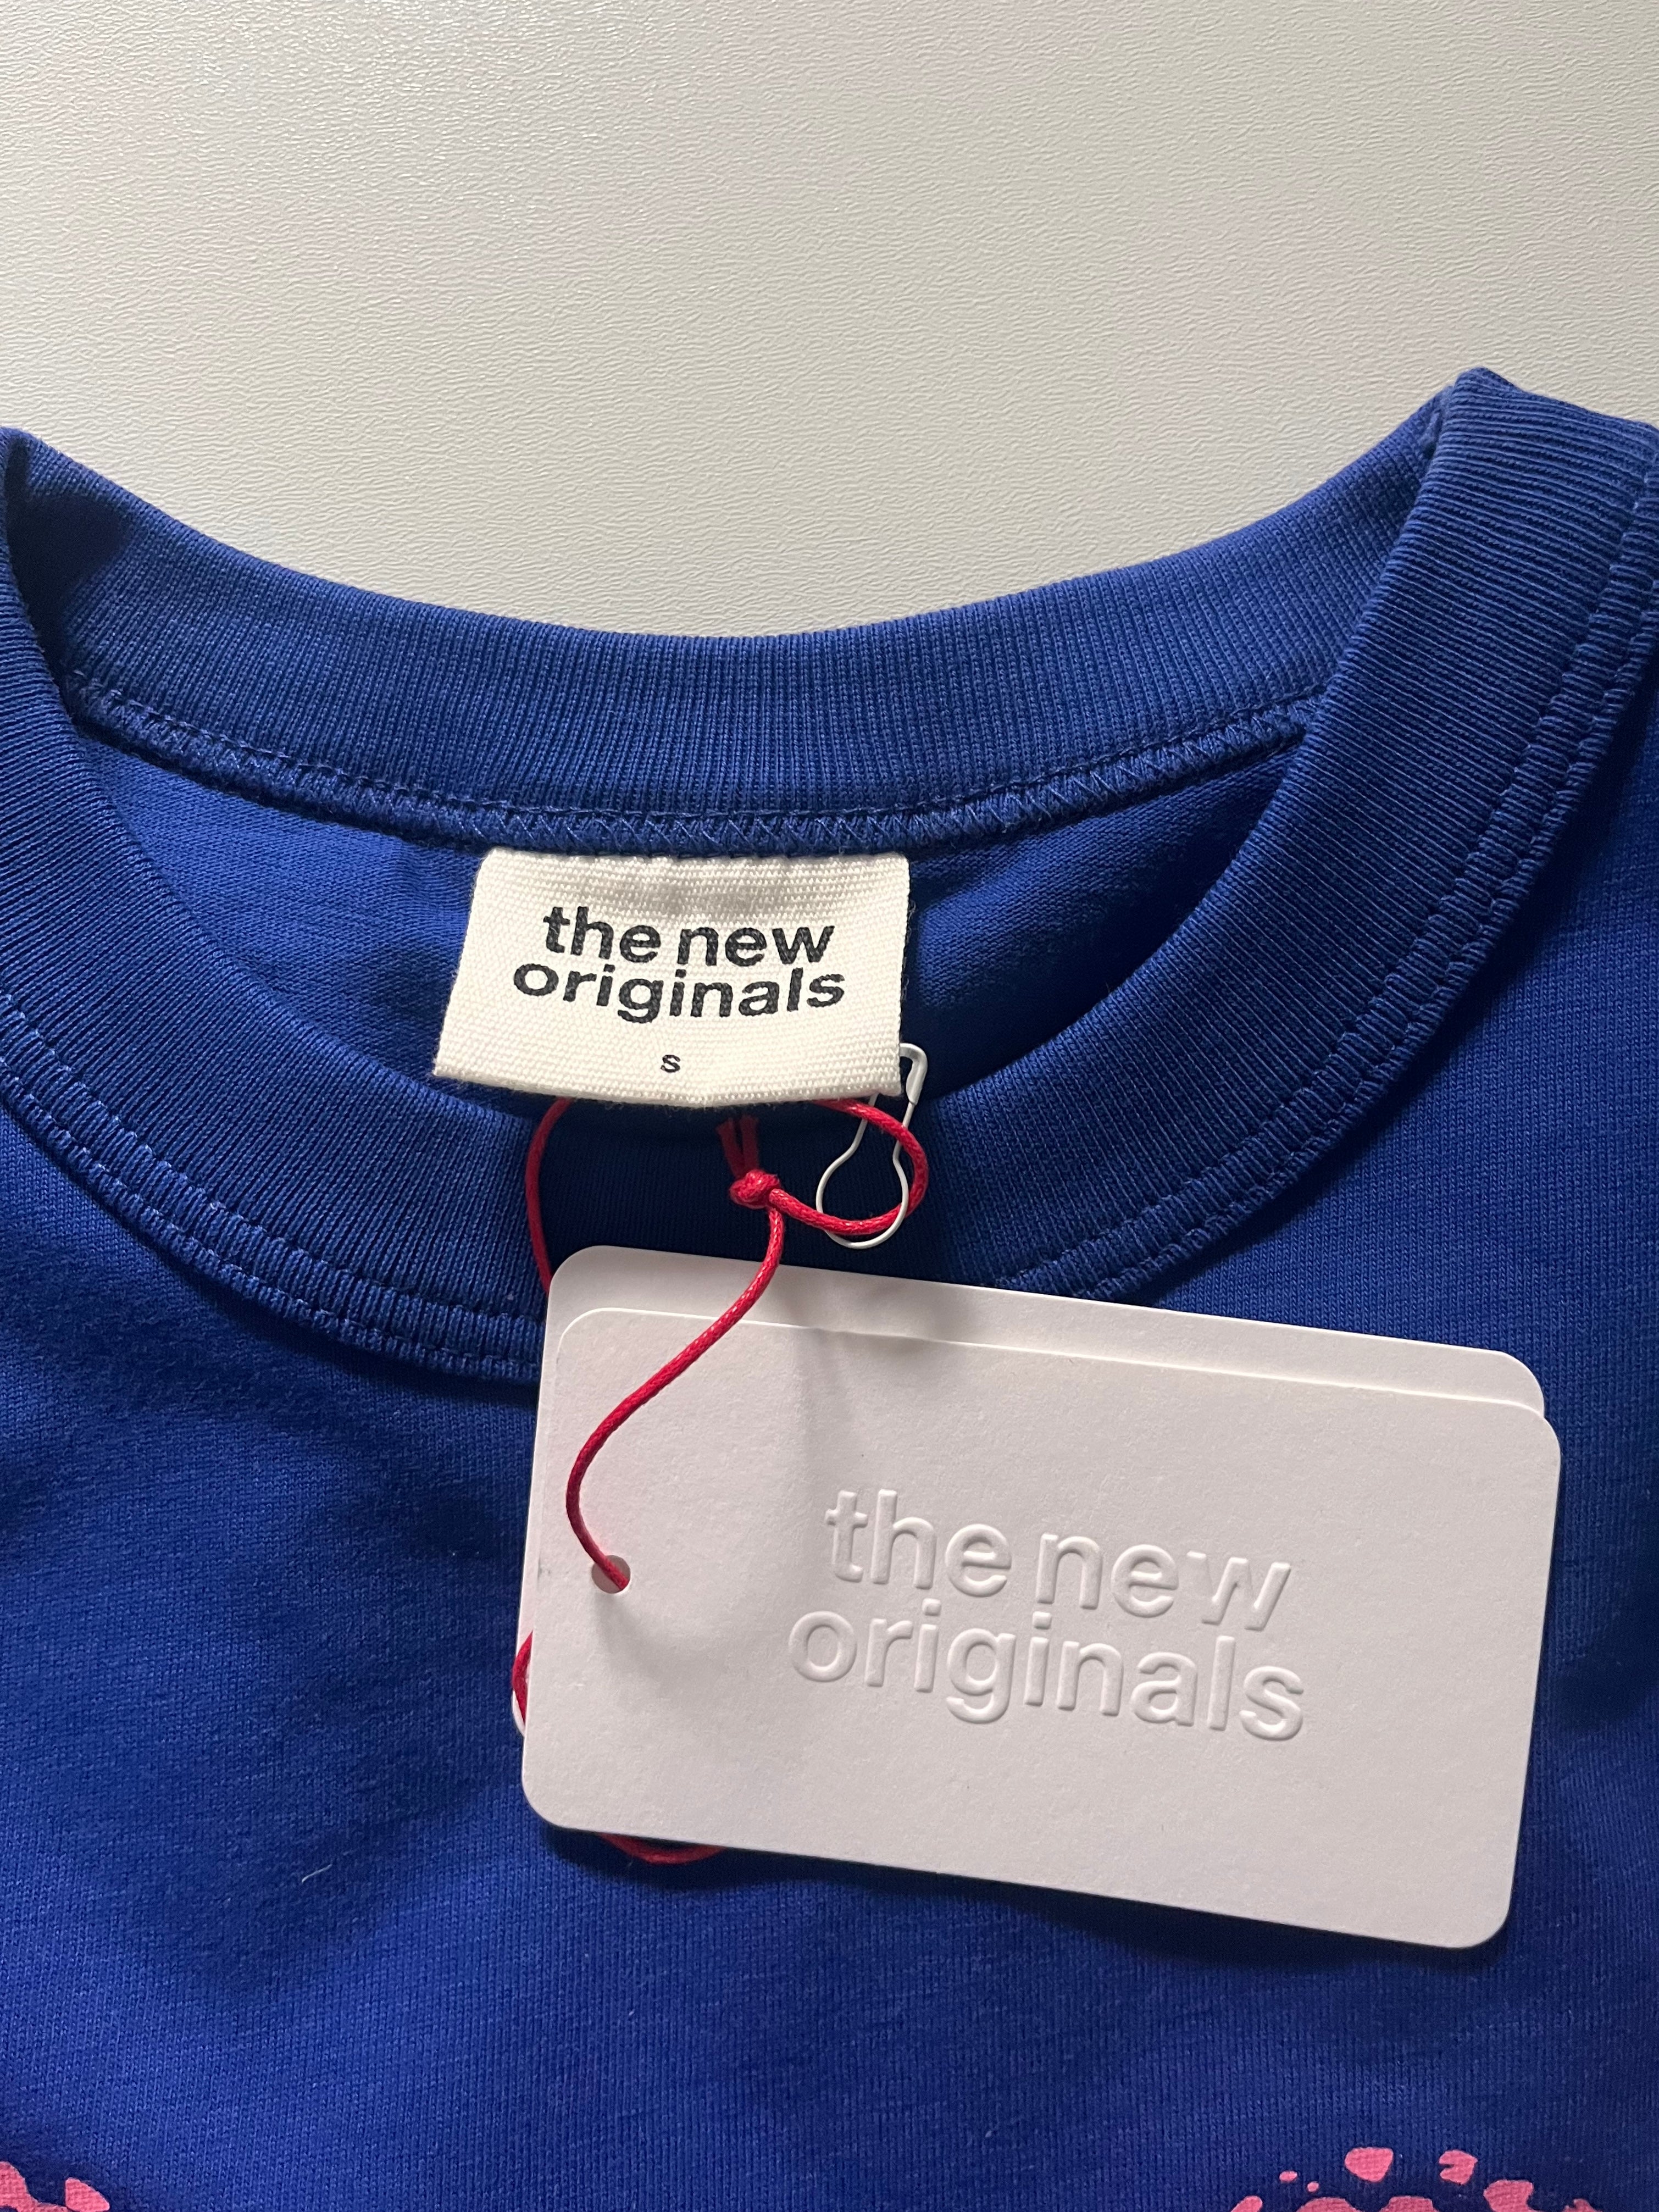 the new
originals
s
the new
originals